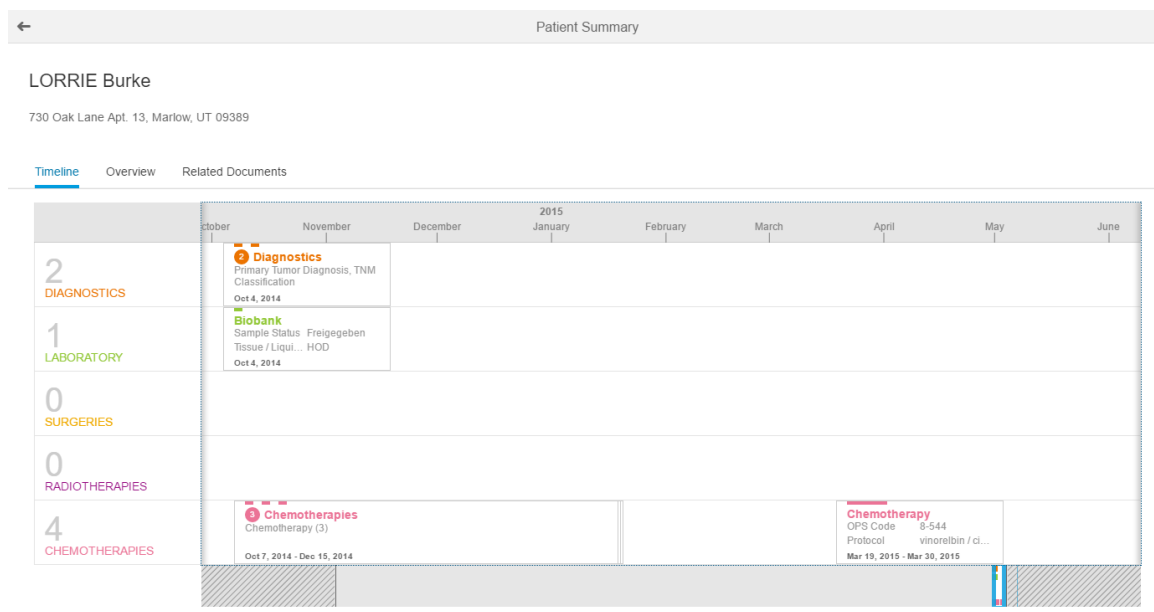 Patient Summary
LORRIE Burke
730 Oak Lane Apt. 13, Marlow, UT 09389
Timeline Overview Related Documents
2015
ctober November December January February March April May June
2
DIAGNOSTICS
2 Diagnostics
Primary Tumor Diagnosis, TNM
Classification
Oct 4, 2014
1
LABORATORY
Biobank
Sample Status Freigegeben
Tissue / Liqui... HOD
Oct 4, 2014
0
SURGERIES
0
RADIOTHERAPIES
4
CHEMOTHERAPIES
3 Chemotherapies
Chemotherapy (3)
Oct 7, 2014 - Dec 15, 2014
Chemotherapy
OPS Code 8-544
Protocol vinorelbin / ci...
Mar 19, 2015 - Mar 30, 2015